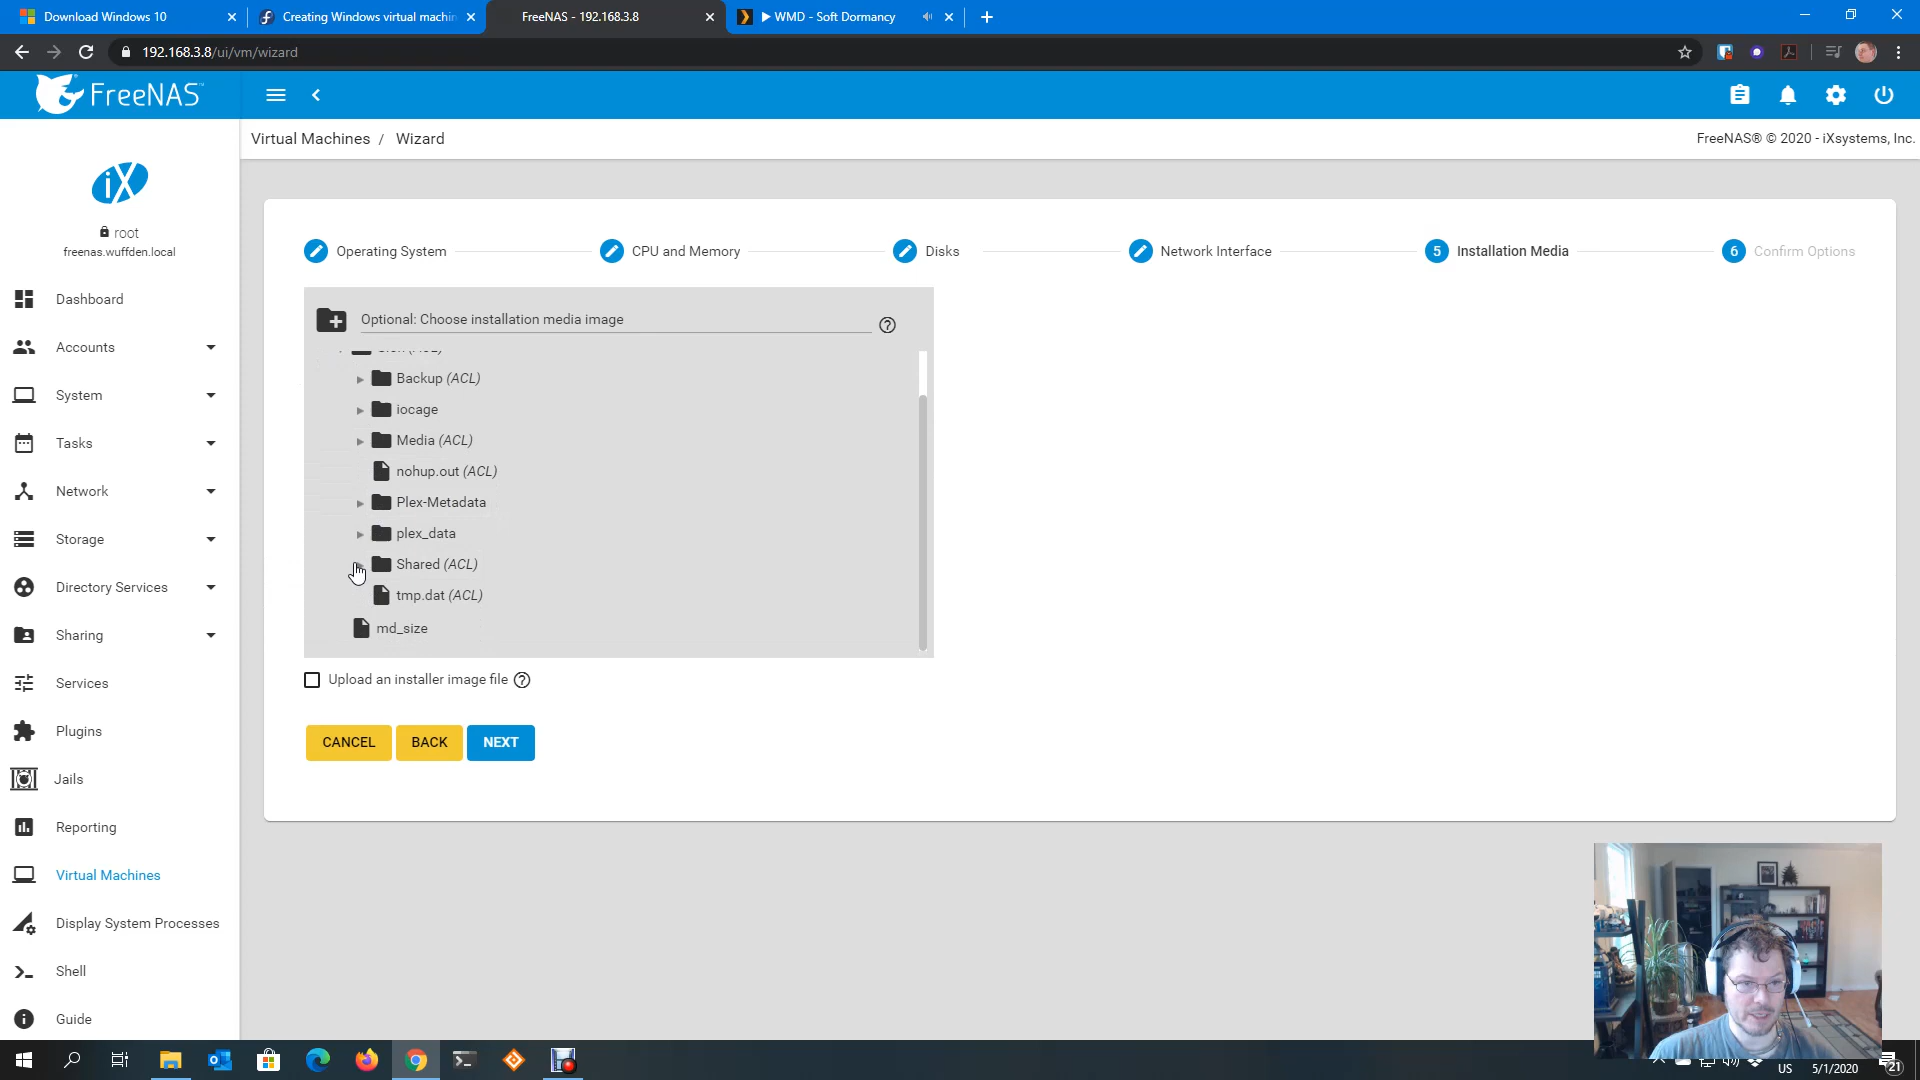 Download Windows 10
Creating Windows virtual machin
FreeNAS - 192.168.3.8
WMD - Soft Dormancy
192.168.3.8/ui/vm/wizard
FreeNAS™
Virtual Machines / Wizard
FreeNAS® © 2020 - iXsystems, Inc.
iX
root
freenas.wuffden.local
Dashboard
Accounts
System
Tasks
Network
Storage
Directory Services
Sharing
Services
Plugins
Jails
Reporting
Virtual Machines
Display System Processes
Shell
Guide
Operating System
CPU and Memory
Disks
Network Interface
5 Installation Media
6 Confirm Options
Optional: Choose installation media image
Backup (ACL)
iocage
Media (ACL)
nohup.out (ACL)
Plex-Metadata
plex_data
Shared (ACL)
tmp.dat (ACL)
md_size
Upload an installer image file
CANCEL BACK NEXT
US 5/1/2020 21